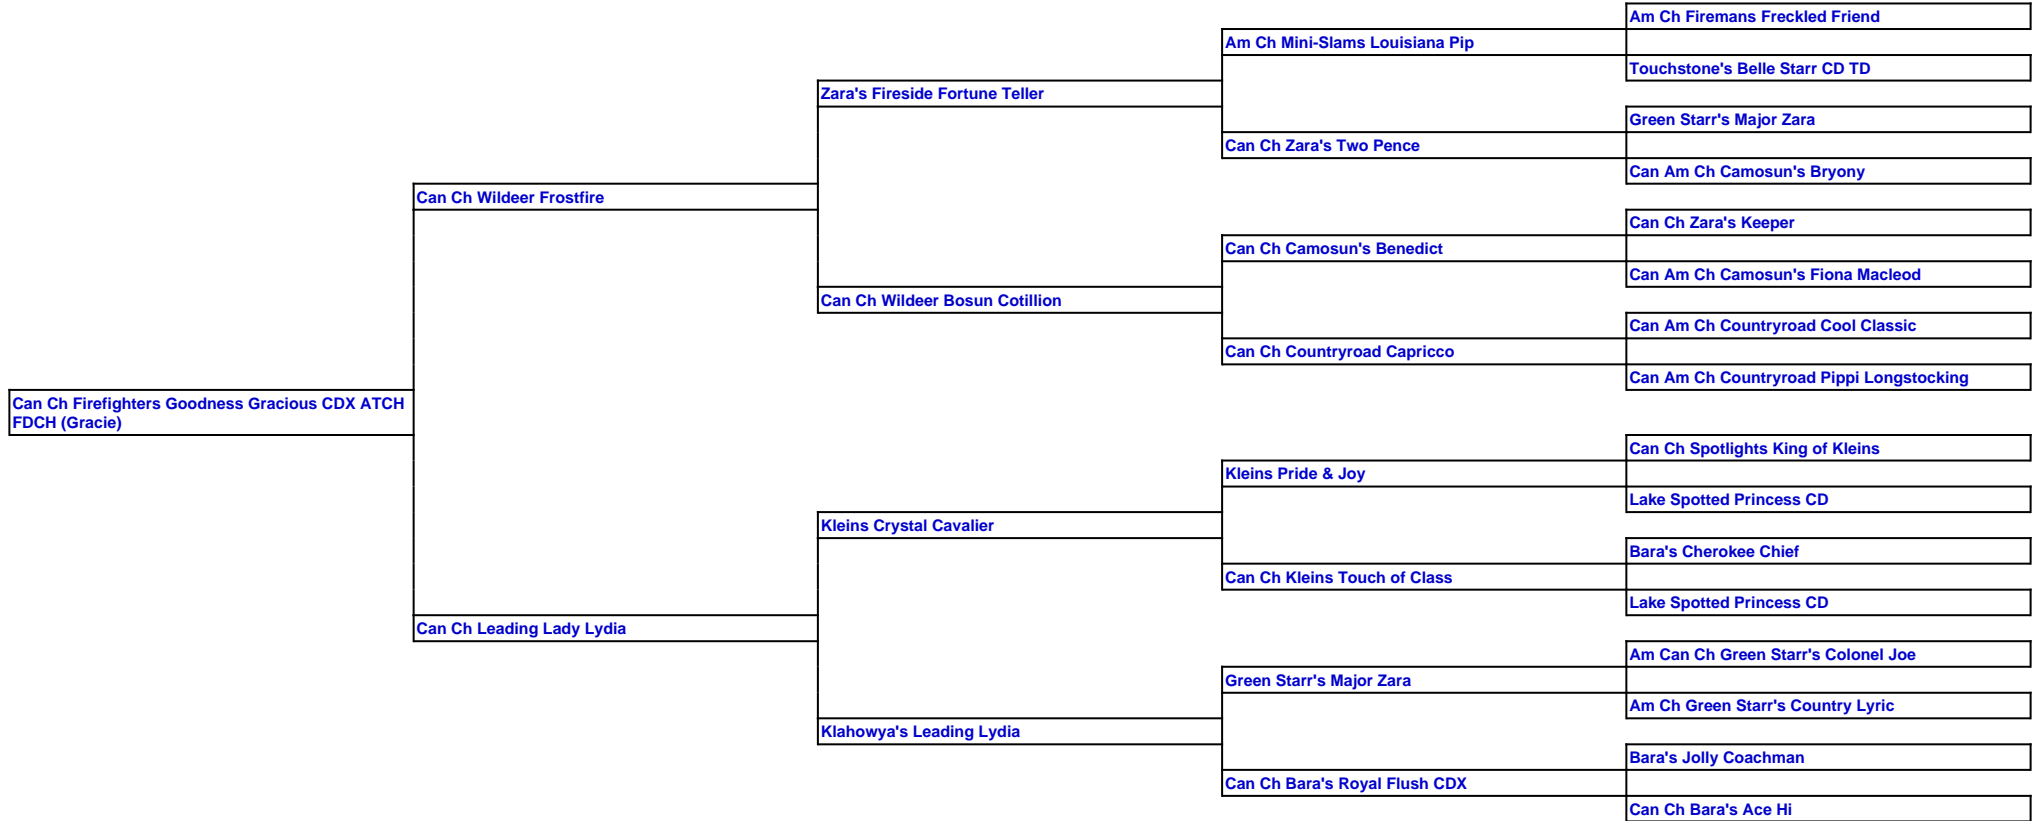 Am Ch Firemans Freckled Friend
Am Ch Mini-Slams Louisiana Pip
Touchstone's Belle Starr CD TD
Zara's Fireside Fortune Teller
Green Starr's Major Zara
Can Ch Zara's Two Pence
Can Am Ch Camosun's Bryony
Can Ch Wildeer Frostfire
Can Ch Zara's Keeper
Can Ch Camosun's Benedict
Can Am Ch Camosun's Fiona Macleod
Can Ch Wildeer Bosun Cotillion
Can Am Ch Countryroad Cool Classic
Can Ch Countryroad Capricco
Can Am Ch Countryroad Pippi Longstocking
Can Ch Firefighters Goodness Gracious CDX ATCH
FDCH (Gracie)
Can Ch Spotlights King of Kleins
Kleins Pride & Joy
Lake Spotted Princess CD
Kleins Crystal Cavalier
Bara's Cherokee Chief
Can Ch Kleins Touch of Class
Lake Spotted Princess CD
Can Ch Leading Lady Lydia
Am Can Ch Green Starr's Colonel Joe
Green Starr's Major Zara
Am Ch Green Starr's Country Lyric
Klahowya's Leading Lydia
Bara's Jolly Coachman
Can Ch Bara's Royal Flush CDX
Can Ch Bara's Ace Hi